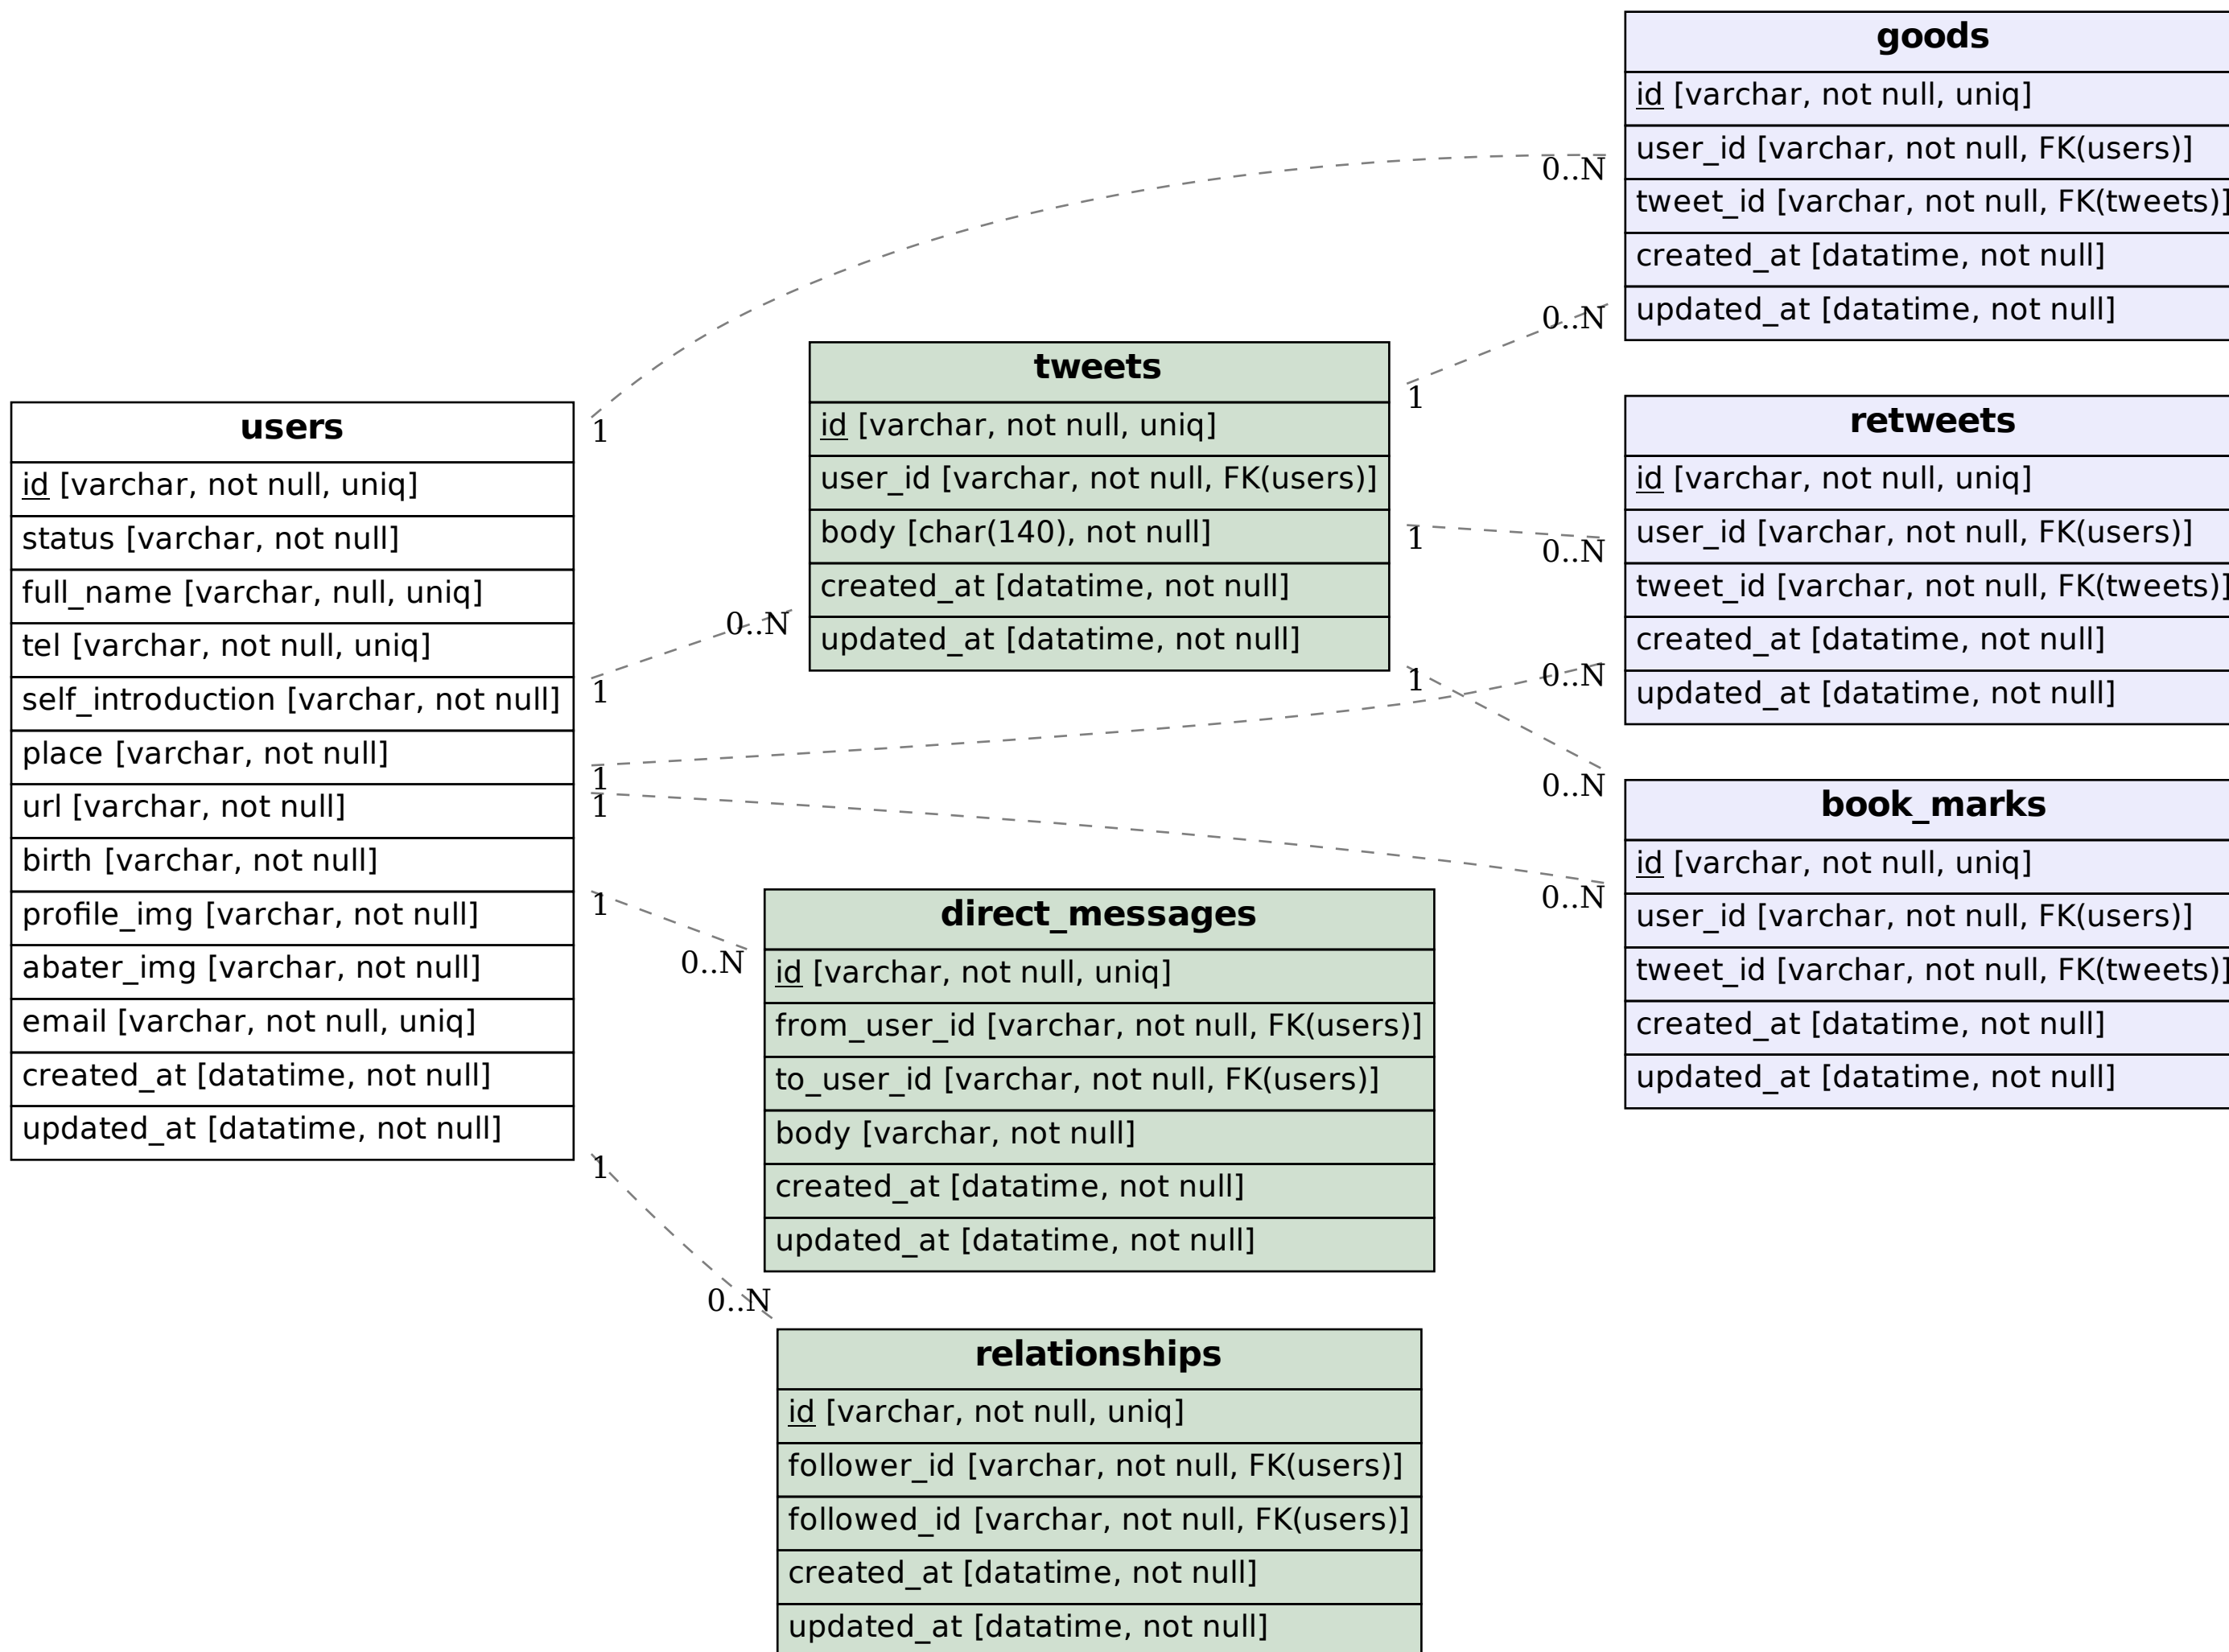 users
id [varchar, not null, uniq]
status [varchar, not null]
full_name [varchar, null, uniq]
tel [varchar, not null, uniq]
self_introduction [varchar, not null]
place [varchar, not null]
url [varchar, not null]
birth [varchar, not null]
profile_img [varchar, not null]
abater_img [varchar, not null]
email [varchar, not null, uniq]
created_at [datatime, not null]
updated_at [datatime, not null]
1
1
1
1
1
1
0..N
0..N
0..N
tweets
id [varchar, not null, uniq]
user_id [varchar, not null, FK(users)]
body [char(140), not null]
created_at [datatime, not null]
updated_at [datatime, not null]
direct_messages
id [varchar, not null, uniq]
from_user_id [varchar, not null, FK(users)]
to_user_id [varchar, not null, FK(users)]
body [varchar, not null]
created_at [datatime, not null]
updated_at [datatime, not null]
relationships
id [varchar, not null, uniq]
follower_id [varchar, not null, FK(users)]
followed_id [varchar, not null, FK(users)]
created_at [datatime, not null]
updated_at [datatime, not null]
1
1
1
0..N
0..N
0..N
0..N
0..N
0..N
goods
id [varchar, not null, uniq]
user_id [varchar, not null, FK(users)]
tweet_id [varchar, not null, FK(tweets)]
created_at [datatime, not null]
updated_at [datatime, not null]
retweets
id [varchar, not null, uniq]
user_id [varchar, not null, FK(users)]
tweet_id [varchar, not null, FK(tweets)]
created_at [datatime, not null]
updated_at [datatime, not null]
book_marks
id [varchar, not null, uniq]
user_id [varchar, not null, FK(users)]
tweet_id [varchar, not null, FK(tweets)]
created_at [datatime, not null]
updated_at [datatime, not null]